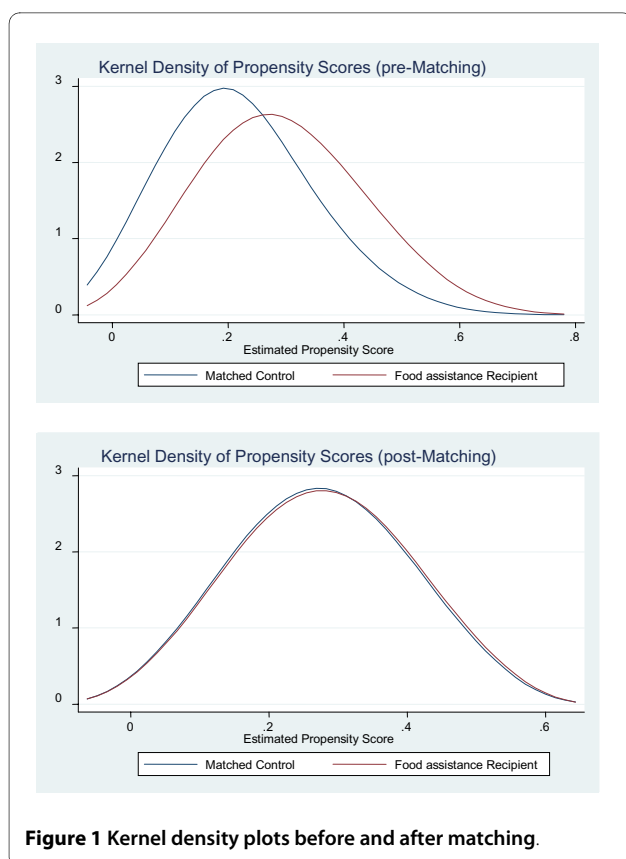 Kernel Density of Propensity Scores (pre-Matching)
3
2
1
0
0 .2 .4 .6 .8
Estimated Propensity Score
Matched Control Food assistance Recipient
Kernel Density of Propensity Scores (post-Matching)
3
2
1
0
0 .2 .4 .6
Estimated Propensity Score
Matched Control Food assistance Recipient
Figure 1 Kernel density plots before and after matching.